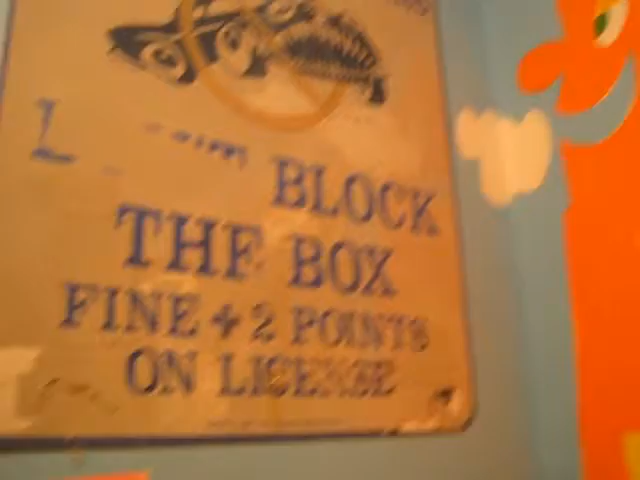 BLOCK
THE BOX
FINE + 2 POINTS
ON LICENSE